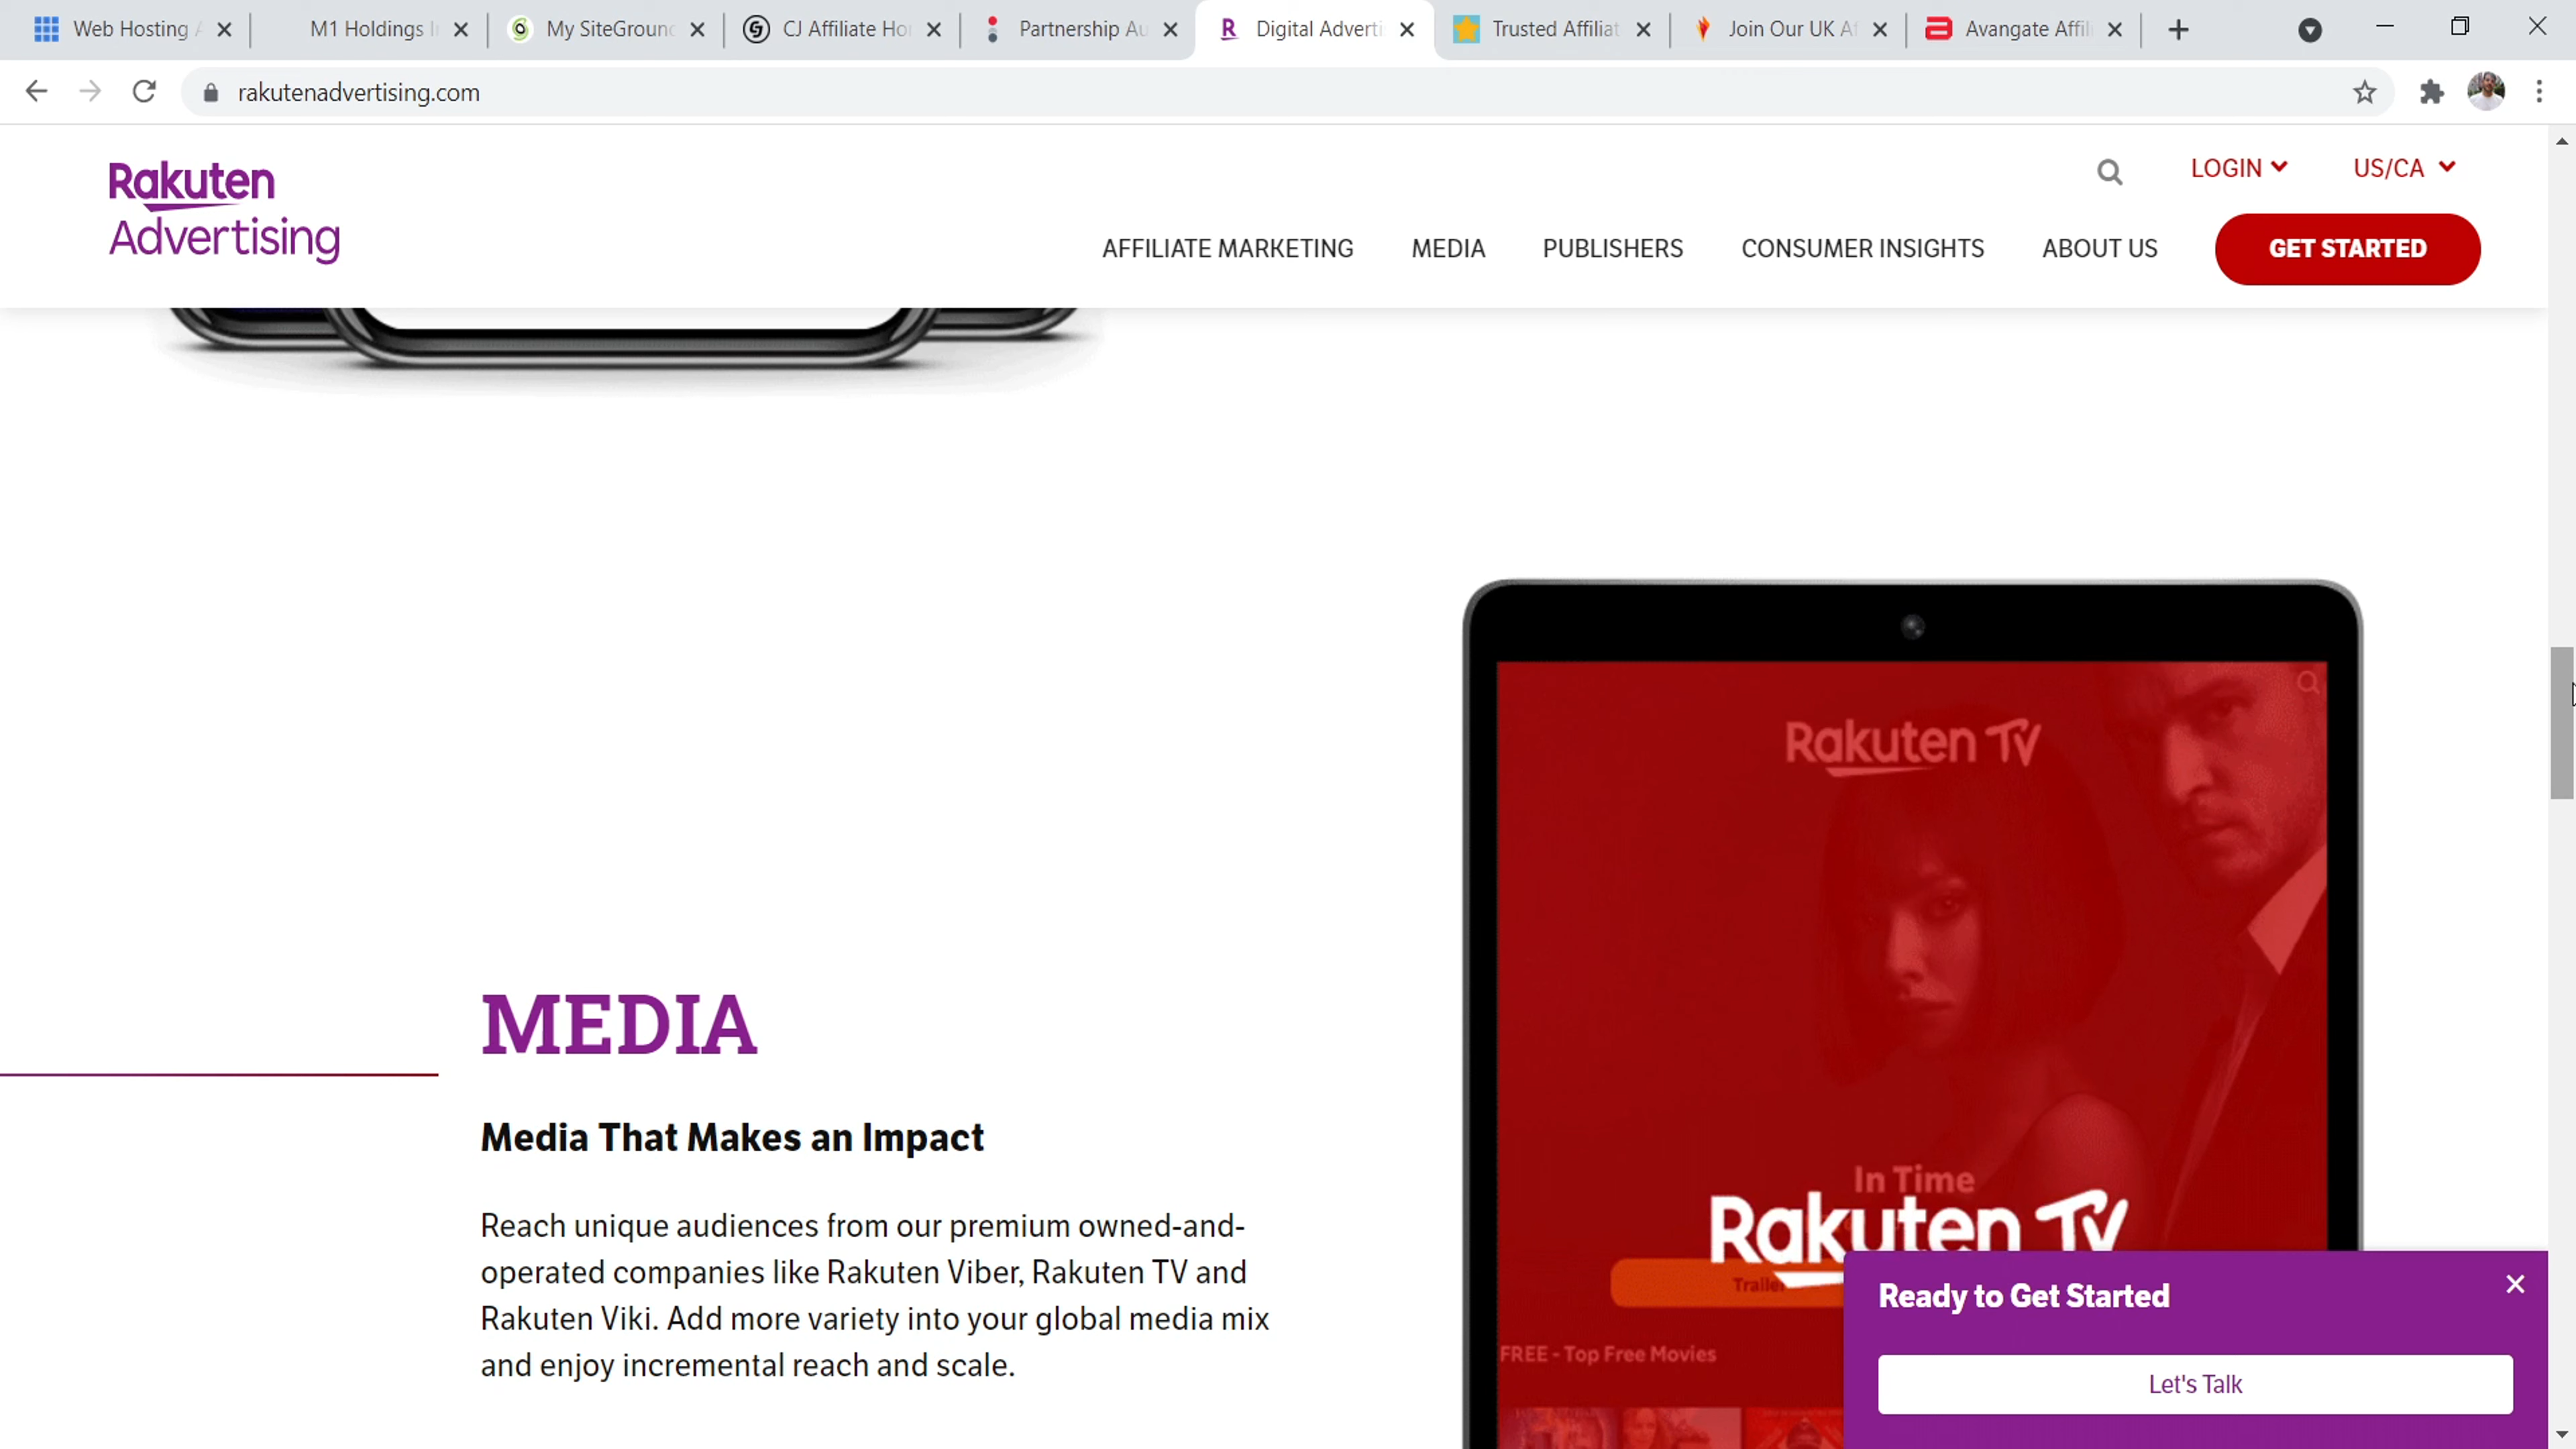 Web Hosting
M1 Holdings
My SiteGround
CJ Affiliate Ho
Partnership Au
Digital Adverti
Trusted Affiliat
Join Our UK Af
Avangate Affil
rakutenadvertising.com
Rakuten
Advertising
LOGIN
US/CA
AFFILIATE MARKETING
MEDIA
PUBLISHERS
CONSUMER INSIGHTS
ABOUT US
GET STARTED
Rakuten TV
MEDIA
Media That Makes an Impact
Reach unique audiences from our premium owned-and-
operated companies like Rakuten Viber, Rakuten TV and
Rakuten Viki. Add more variety into your global media mix
and enjoy incremental reach and scale.
In Time
Rakuten TV
Trailer
FREE - Top Free Movies
Ready to Get Started
Let's Talk